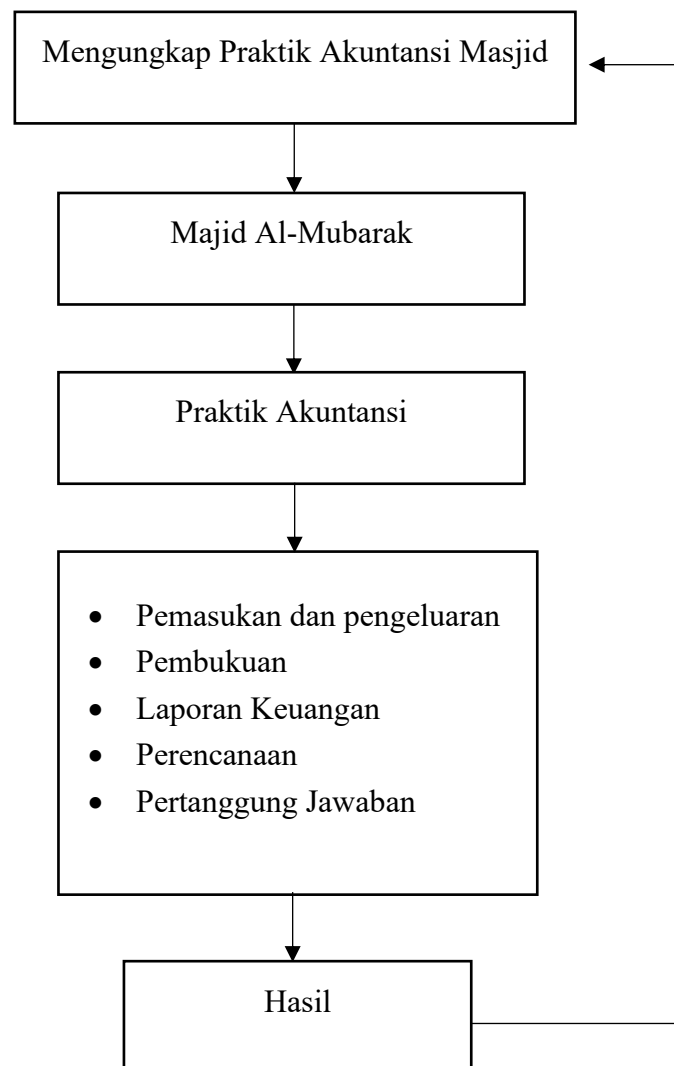 Mengungkap Praktik Akuntansi Masjid
Majid Al-Mubarak
Praktik Akuntansi
• Pemasukan dan pengeluaran
• Pembukuan
• Laporan Keuangan
• Perencanaan
• Pertanggung Jawaban
Hasil